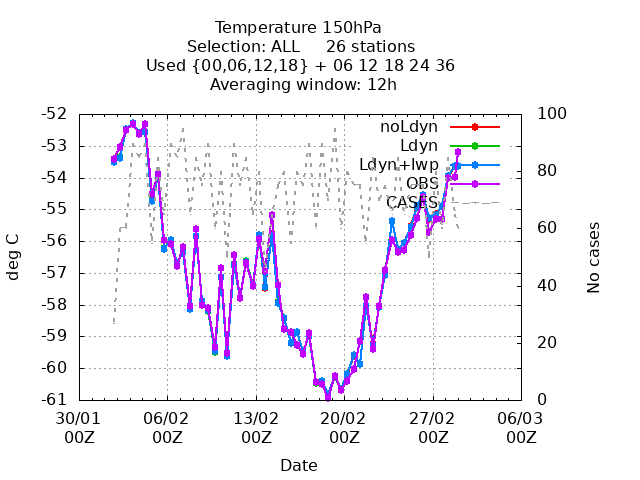 Temperature 150hPa
Selection: ALL     26 stations
Used {00,06,12,18} + 06 12 18 24 36
Averaging window: 12h
-52
-53
-54
-55
-56
-57
-58
-59
-60
-61
deg C
100
80
60
40
20
0
No cases
noLdyn
Ldyn
Ldyn+lwp
OBS
CASES
30/01 06/02 13/02 20/02 27/02 06/03
00Z 00Z 00Z 00Z 00Z 00Z
Date